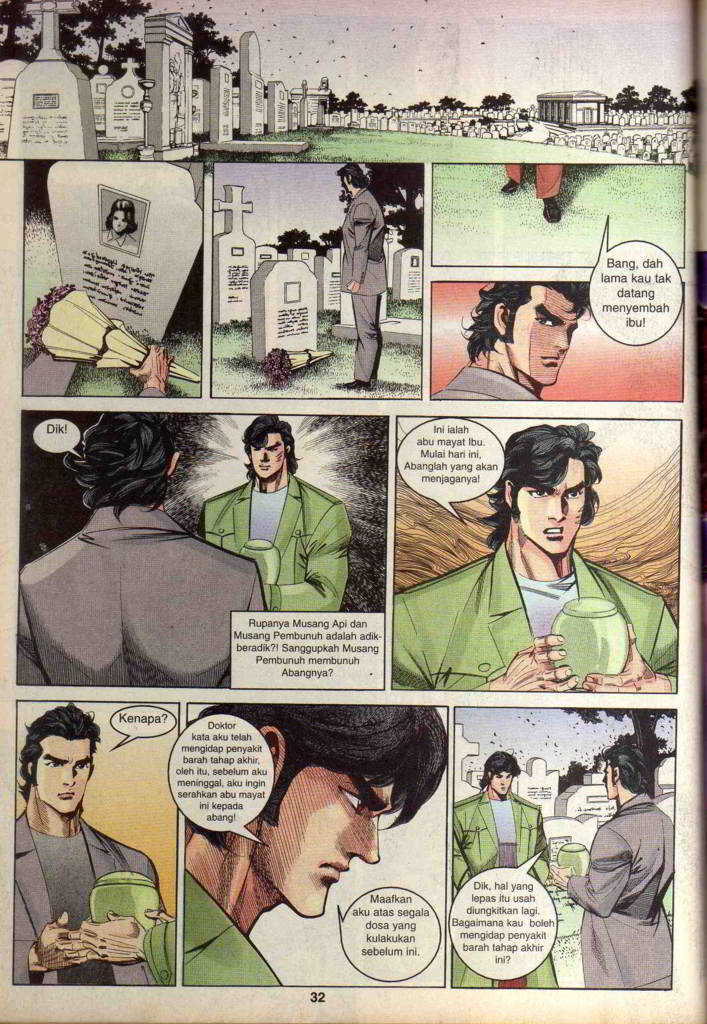 Bang, dah
lama kau tak
datang
menyembah
ibu!
Dik!
Rupanya Musang Api dan
Musang Pembunuh adalah adik-
beradik?! Sanggupkah Musang
Pembunuh membunuh
Abangnya?
Ini ialah
abu mayat Ibu.
Mulai hari ini,
Abanglah yang akan
menjaganya!
Kenapa?
Doktor
kata aku telah
mengidap penyakit
barah tahap akhir,
oleh itu, sebelum aku
meninggal, aku ingin
serahkan abu mayat
ini kepada
abang!
Maafkan
aku atas segala
dosa yang
kulakukan
sebelum ini.
Dik, hal yang
lepas itu usah
diungkitkan lagi.
Bagaimana kau boleh
mengidap penyakit
barah tahap akhir
ini?
32